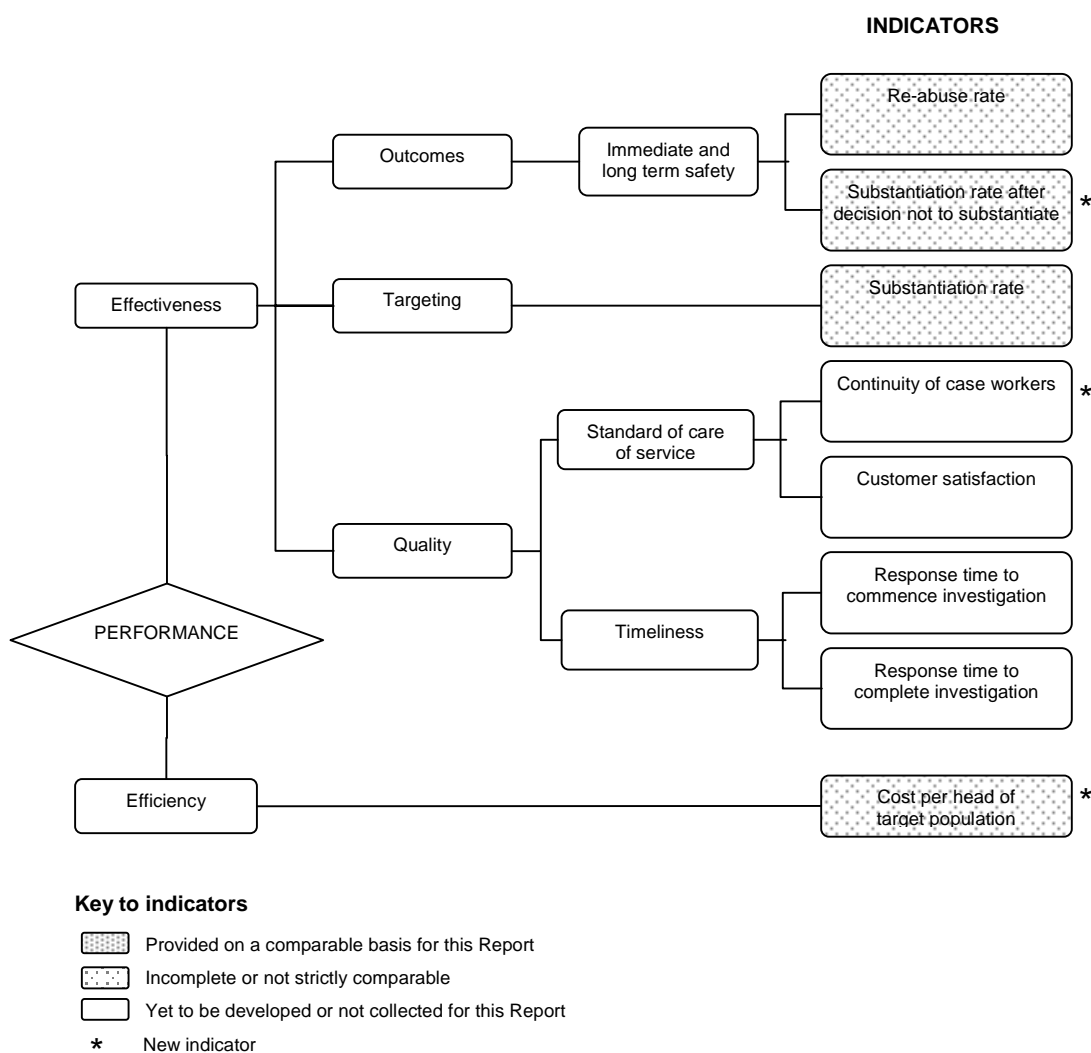 INDICATORS
Re-abuse rate
Outcomes
Immediate and
long term safety
Substantiation rate after
decision not to substantiate
*
Effectiveness
Targeting
Substantiation rate
Continuity of case workers
*
Standard of care
of service
Customer satisfaction
Quality
Response time to
commence investigation
PERFORMANCE
Timeliness
Response time to
complete investigation
Efficiency
Cost per head of
target population
*
Key to indicators
Provided on a comparable basis for this Report
Incomplete or not strictly comparable
Yet to be developed or not collected for this Report
* New indicator